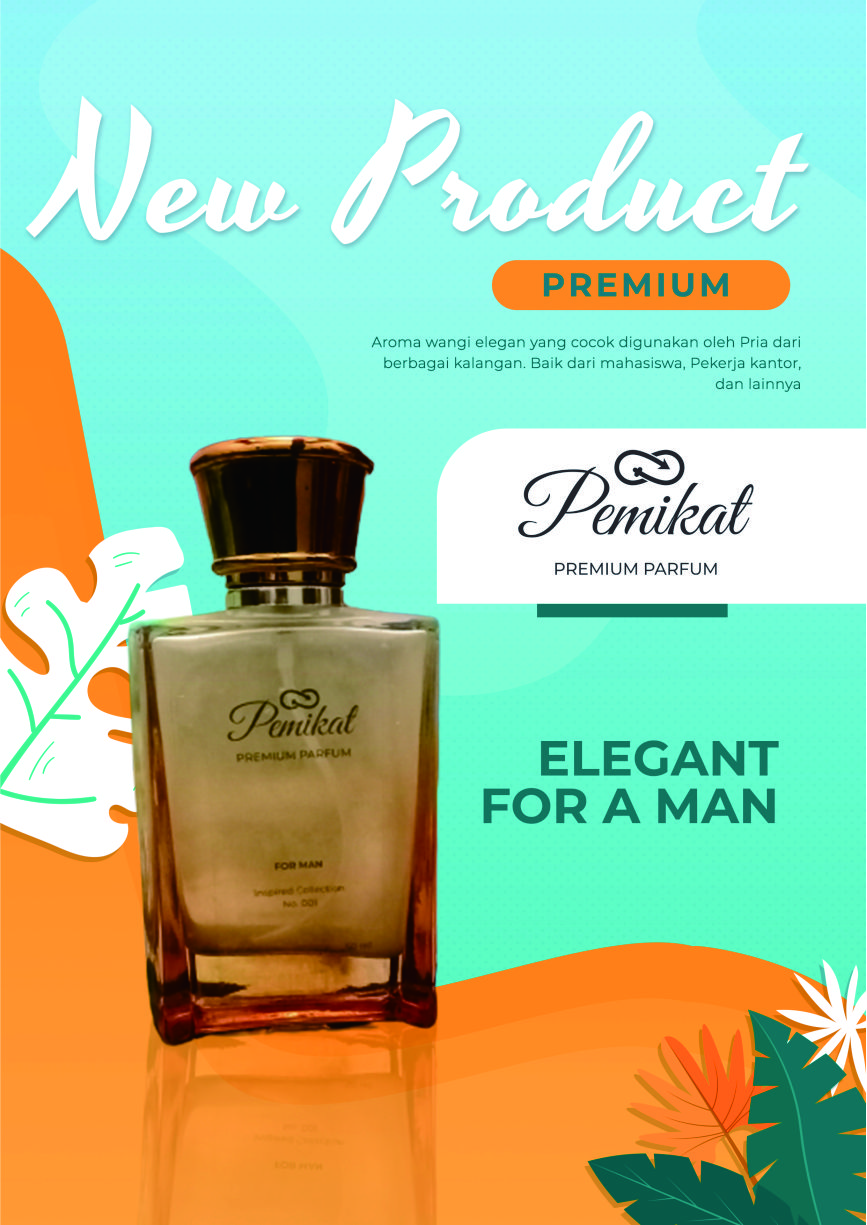 New Product
PREMIUM
Aroma wangi elegan yang cocok digunakan oleh Pria dari
berbagai kalangan. Baik dari mahasiswa, Pekerja kantor,
dan lainnya
Pemikat
PREMIUM PARFUM
Pemikat
PREMIUM PARFUM
ELEGANT
FOR A MAN
FOR MAN
Inspired Collection
No. 001